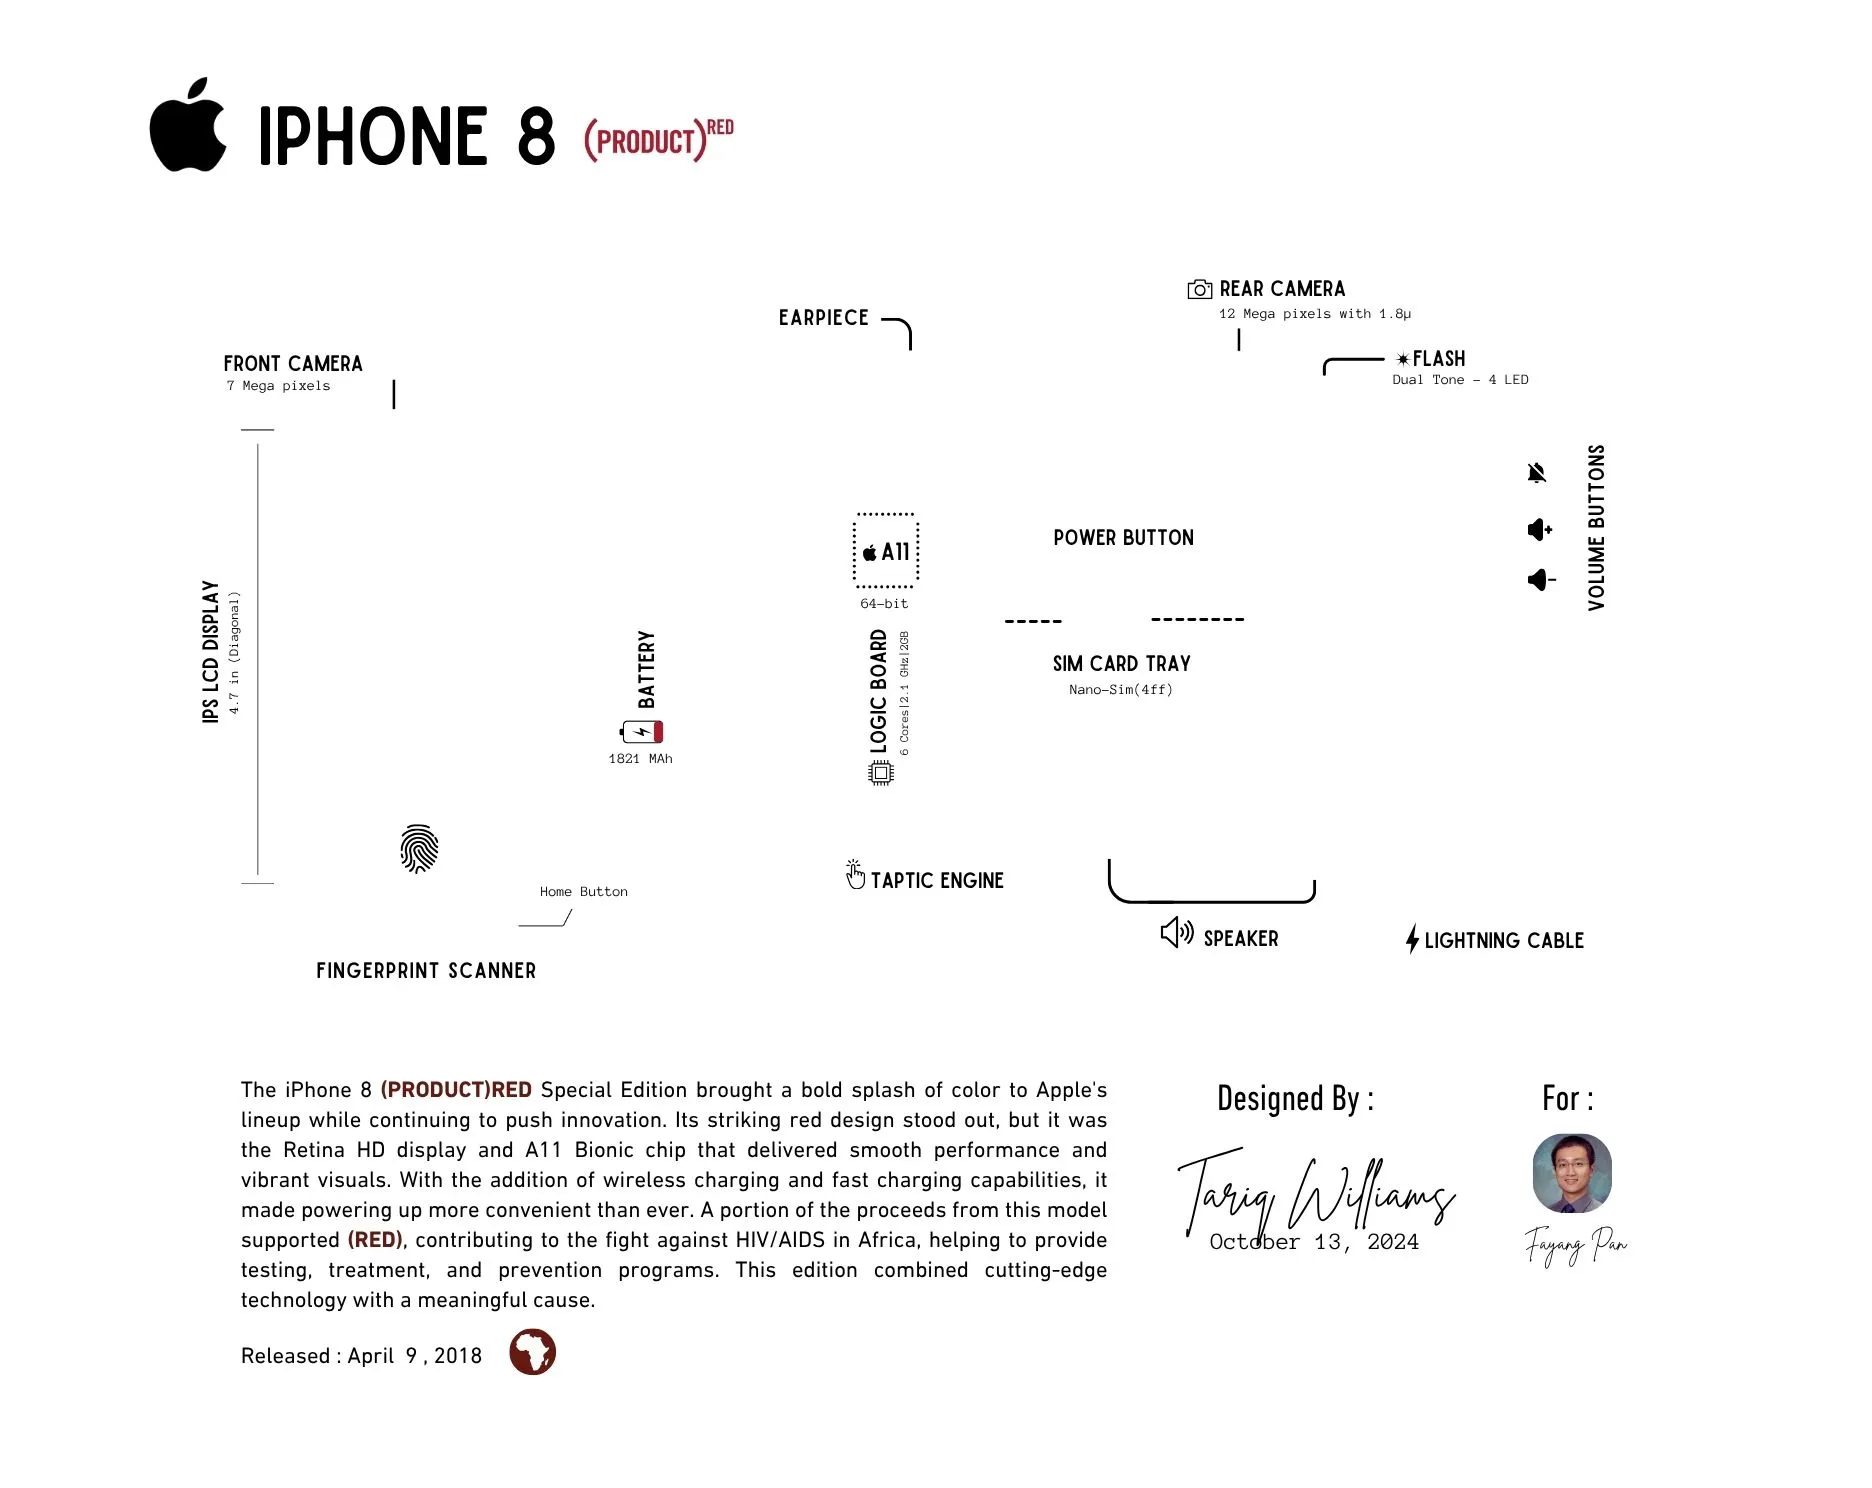 IPHONE 8 (PRODUCT)RED
REAR CAMERA
12 Mega pixels with 1.8µ
EARPIECE
FLASH
Dual Tone - 4 LED
FRONT CAMERA
7 Mega pixels
VOLUME BUTTONS
A11
64-bit
POWER BUTTON
IPS LCD DISPLAY
4.7 in (Diagonal)
BATTERY
1821 MAh
LOGIC BOARD
6 Cores|2.1 GHz|2GB
SIM CARD TRAY
Nano-Sim(4ff)
Home Button
TAPTIC ENGINE
SPEAKER
LIGHTNING CABLE
FINGERPRINT SCANNER
The iPhone 8 (PRODUCT)RED Special Edition brought a bold splash of color to Apple's
lineup while continuing to push innovation. Its striking red design stood out, but it was
the Retina HD display and A11 Bionic chip that delivered smooth performance and
vibrant visuals. With the addition of wireless charging and fast charging capabilities, it
made powering up more convenient than ever. A portion of the proceeds from this model
supported (RED), contributing to the fight against HIV/AIDS in Africa, helping to provide
testing, treatment, and prevention programs. This edition combined cutting-edge
technology with a meaningful cause.
Released : April 9 , 2018
Designed By :
Tariq Williams
October 13, 2024
For :
Fayang Pan